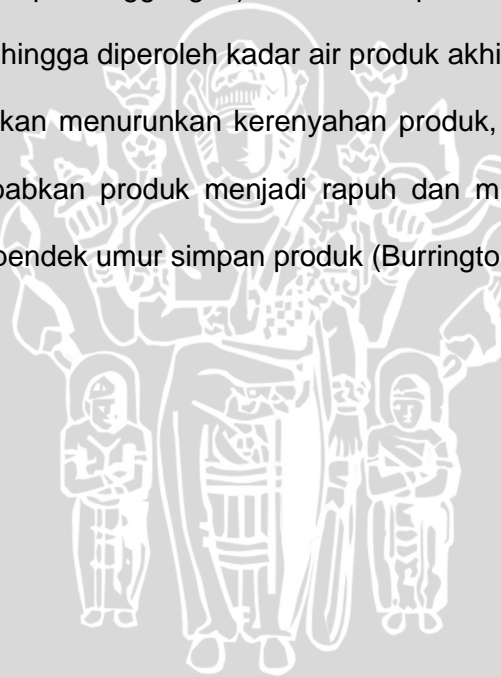 hingga diperoleh kadar air produk akhi
kan menurunkan kerenyahan produk,
babkan produk menjadi rapuh dan m
pendek umur simpan produk (Burringto